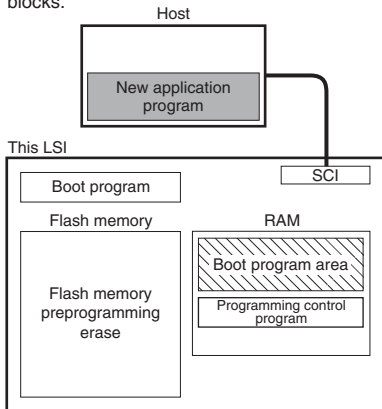 blocks.
Host
New application
program
This LSI
SCI
Boot program
Flash memory
RAM
Boot program area
Programming control
program
Flash memory
preprogramming
erase